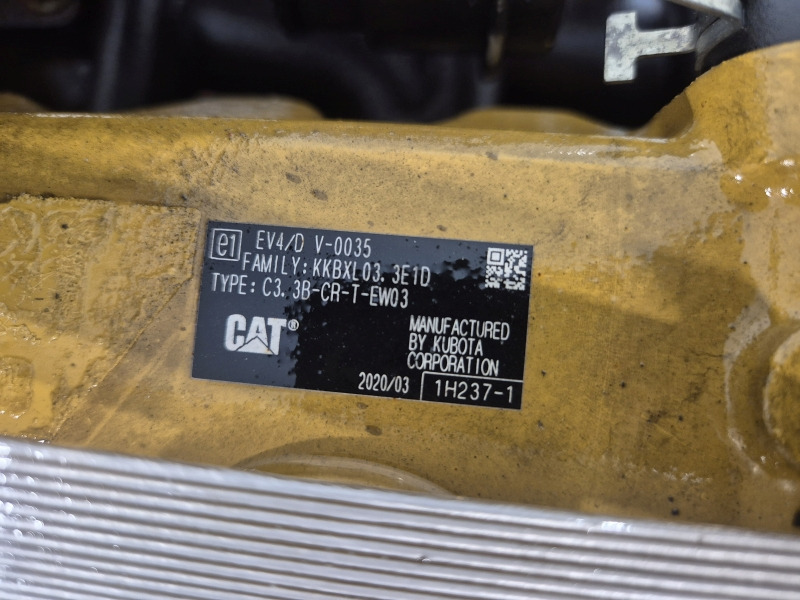 e1 EV4/D V-0035
FAMILY:KKBXL03.3E1D
TYPE:C3.3B-CR-T-EW03
CAT®
MANUFACTURED
BY KUBOTA
CORPORATION
2020/03 1H237-1